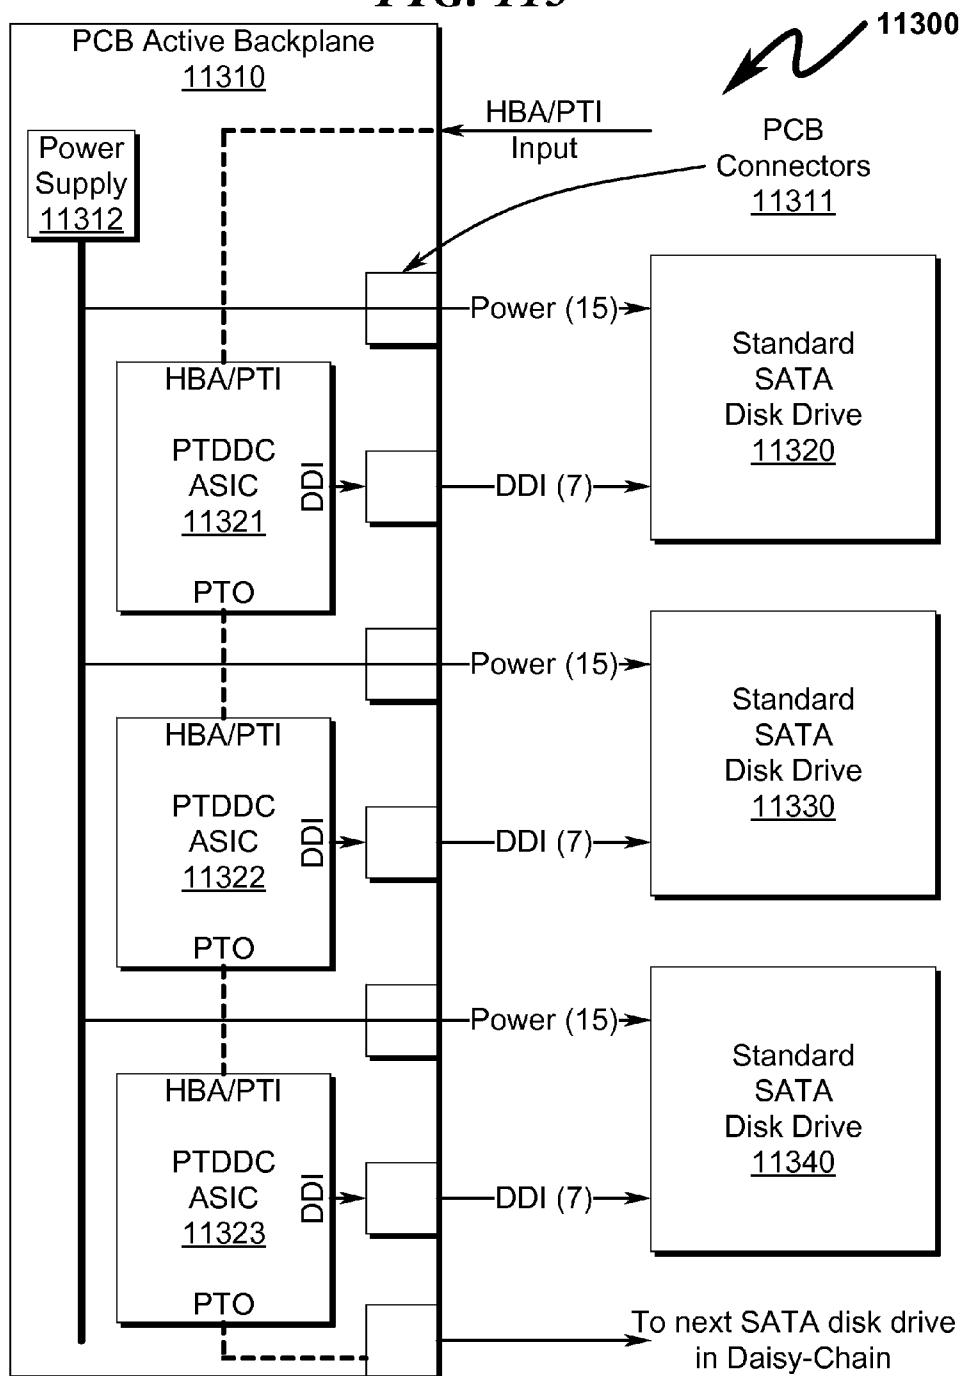 FIG. 113
11300
PCB Active Backplane
11310
HBA/PTI
Input
PCB
Connectors
11311
Power
Supply
11312
Power (15)
Standard
SATA
Disk Drive
11320
HBA/PTI
PTDDC
ASIC
11321
DDI
DDI (7)
PTO
Power (15)
Standard
SATA
Disk Drive
11330
HBA/PTI
PTDDC
ASIC
11322
DDI
DDI (7)
PTO
Power (15)
Standard
SATA
Disk Drive
11340
HBA/PTI
PTDDC
ASIC
11323
DDI
DDI (7)
PTO
To next SATA disk drive
in Daisy-Chain